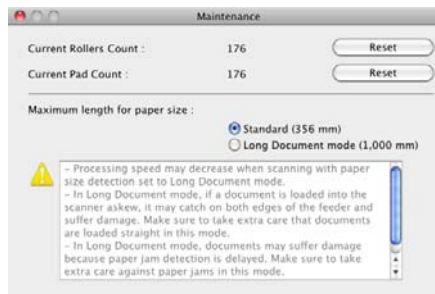 Maintenance
Current Rollers Count : 176 Reset
Current Pad Count : 176 Reset
Maximum length for paper size :
Standard (356 mm)
Long Document mode (1,000 mm)
- Processing speed may decrease when scanning with paper
size detection set to Long Document mode.
- In Long Document mode, if a document is loaded into the
scanner askew, it may catch on both edges of the feeder and
suffer damage. Make sure to take extra care that documents
are loaded straight in this mode.
- In Long Document mode, documents may suffer damage
because paper jam detection is delayed. Make sure to take
extra care against paper jams in this mode.